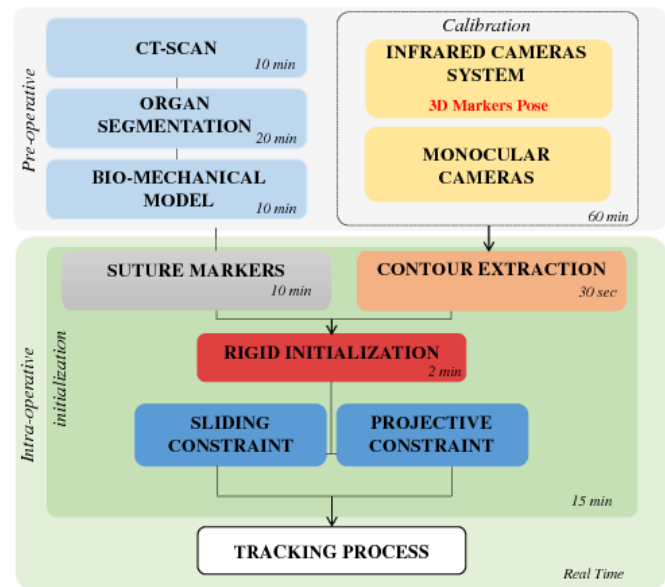 Pre-operative
CT-SCAN
10 min
ORGAN
SEGMENTATION
20 min
BIO-MECHANICAL
MODEL
10 min
Calibration
INFRARED CAMERAS
SYSTEM
3D Markers Pose
MONOCULAR
CAMERAS
60 min
Intra-operative
initialization
SUTURE MARKERS
10 min
CONTOUR EXTRACTION
30 sec
RIGID INITIALIZATION
2 min
SLIDING
CONSTRAINT
PROJECTIVE
CONSTRAINT
15 min
TRACKING PROCESS
Real Time